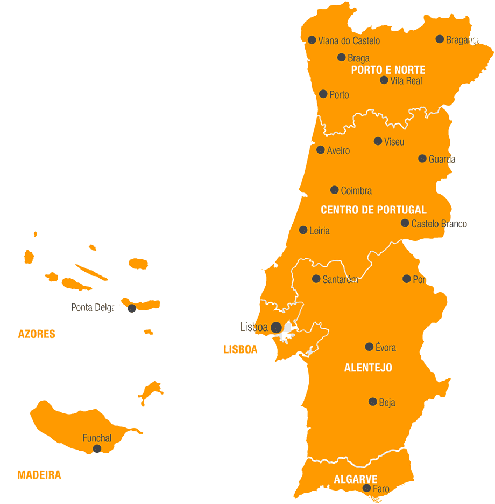 Viana do Castelo
Bragança
Braga
PORTO E NORTE
Vila Real
Porto
Viseu
Aveiro
Guarda
Coimbra
CENTRO DE PORTUGAL
Castelo Branco
Leiria
Santarém
Por
Ponta Delga
Lisboa
AZORES
LISBOA
Évora
ALENTEJO
Beja
Funchal
MADEIRA
ALGARVE
Faro